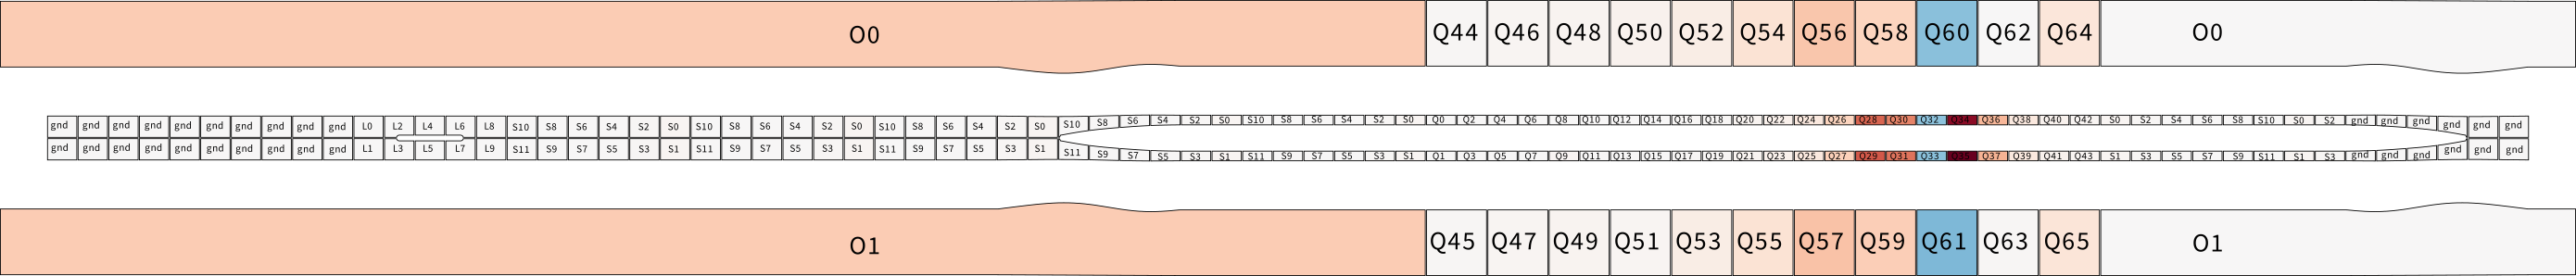 O0 Q44 Q46 Q48 Q50 Q52 Q54 Q56 Q58 Q60 Q62 Q64 O0
gnd gnd gnd gnd gnd gnd gnd gnd gnd gnd L0 L2 L4 L6 L8 S10 S8 S6 S4 S2 S0 S10 S8 S6 S4 S2 S0 S10 S8 S6 S4 S2 S0 S10 S8 S6 S4 S2 S0 S10 S8 S6 S4 S2 S0 Q0 Q2 Q4 Q6 Q8 Q10 Q12 Q14 Q16 Q18 Q20 Q22 Q24 Q26 Q28 Q30 Q32 Q34 Q36 Q38 Q40 Q42 S0 S2 S4 S6 S8 S10 S0 S2 gnd gnd gnd gnd gnd gnd
gnd gnd gnd gnd gnd gnd gnd gnd gnd gnd L1 L3 L5 L7 L9 S11 S9 S7 S5 S3 S1 S11 S9 S7 S5 S3 S1 S11 S9 S7 S5 S3 S1 S11 S9 S7 S5 S3 S1 S11 S9 S7 S5 S3 S1 Q1 Q3 Q5 Q7 Q9 Q11 Q13 Q15 Q17 Q19 Q21 Q23 Q25 Q27 Q29 Q31 Q33 Q35 Q37 Q39 Q41 Q43 S1 S3 S5 S7 S9 S11 S1 S3 gnd gnd gnd gnd gnd gnd
O1 Q45 Q47 Q49 Q51 Q53 Q55 Q57 Q59 Q61 Q63 Q65 O1